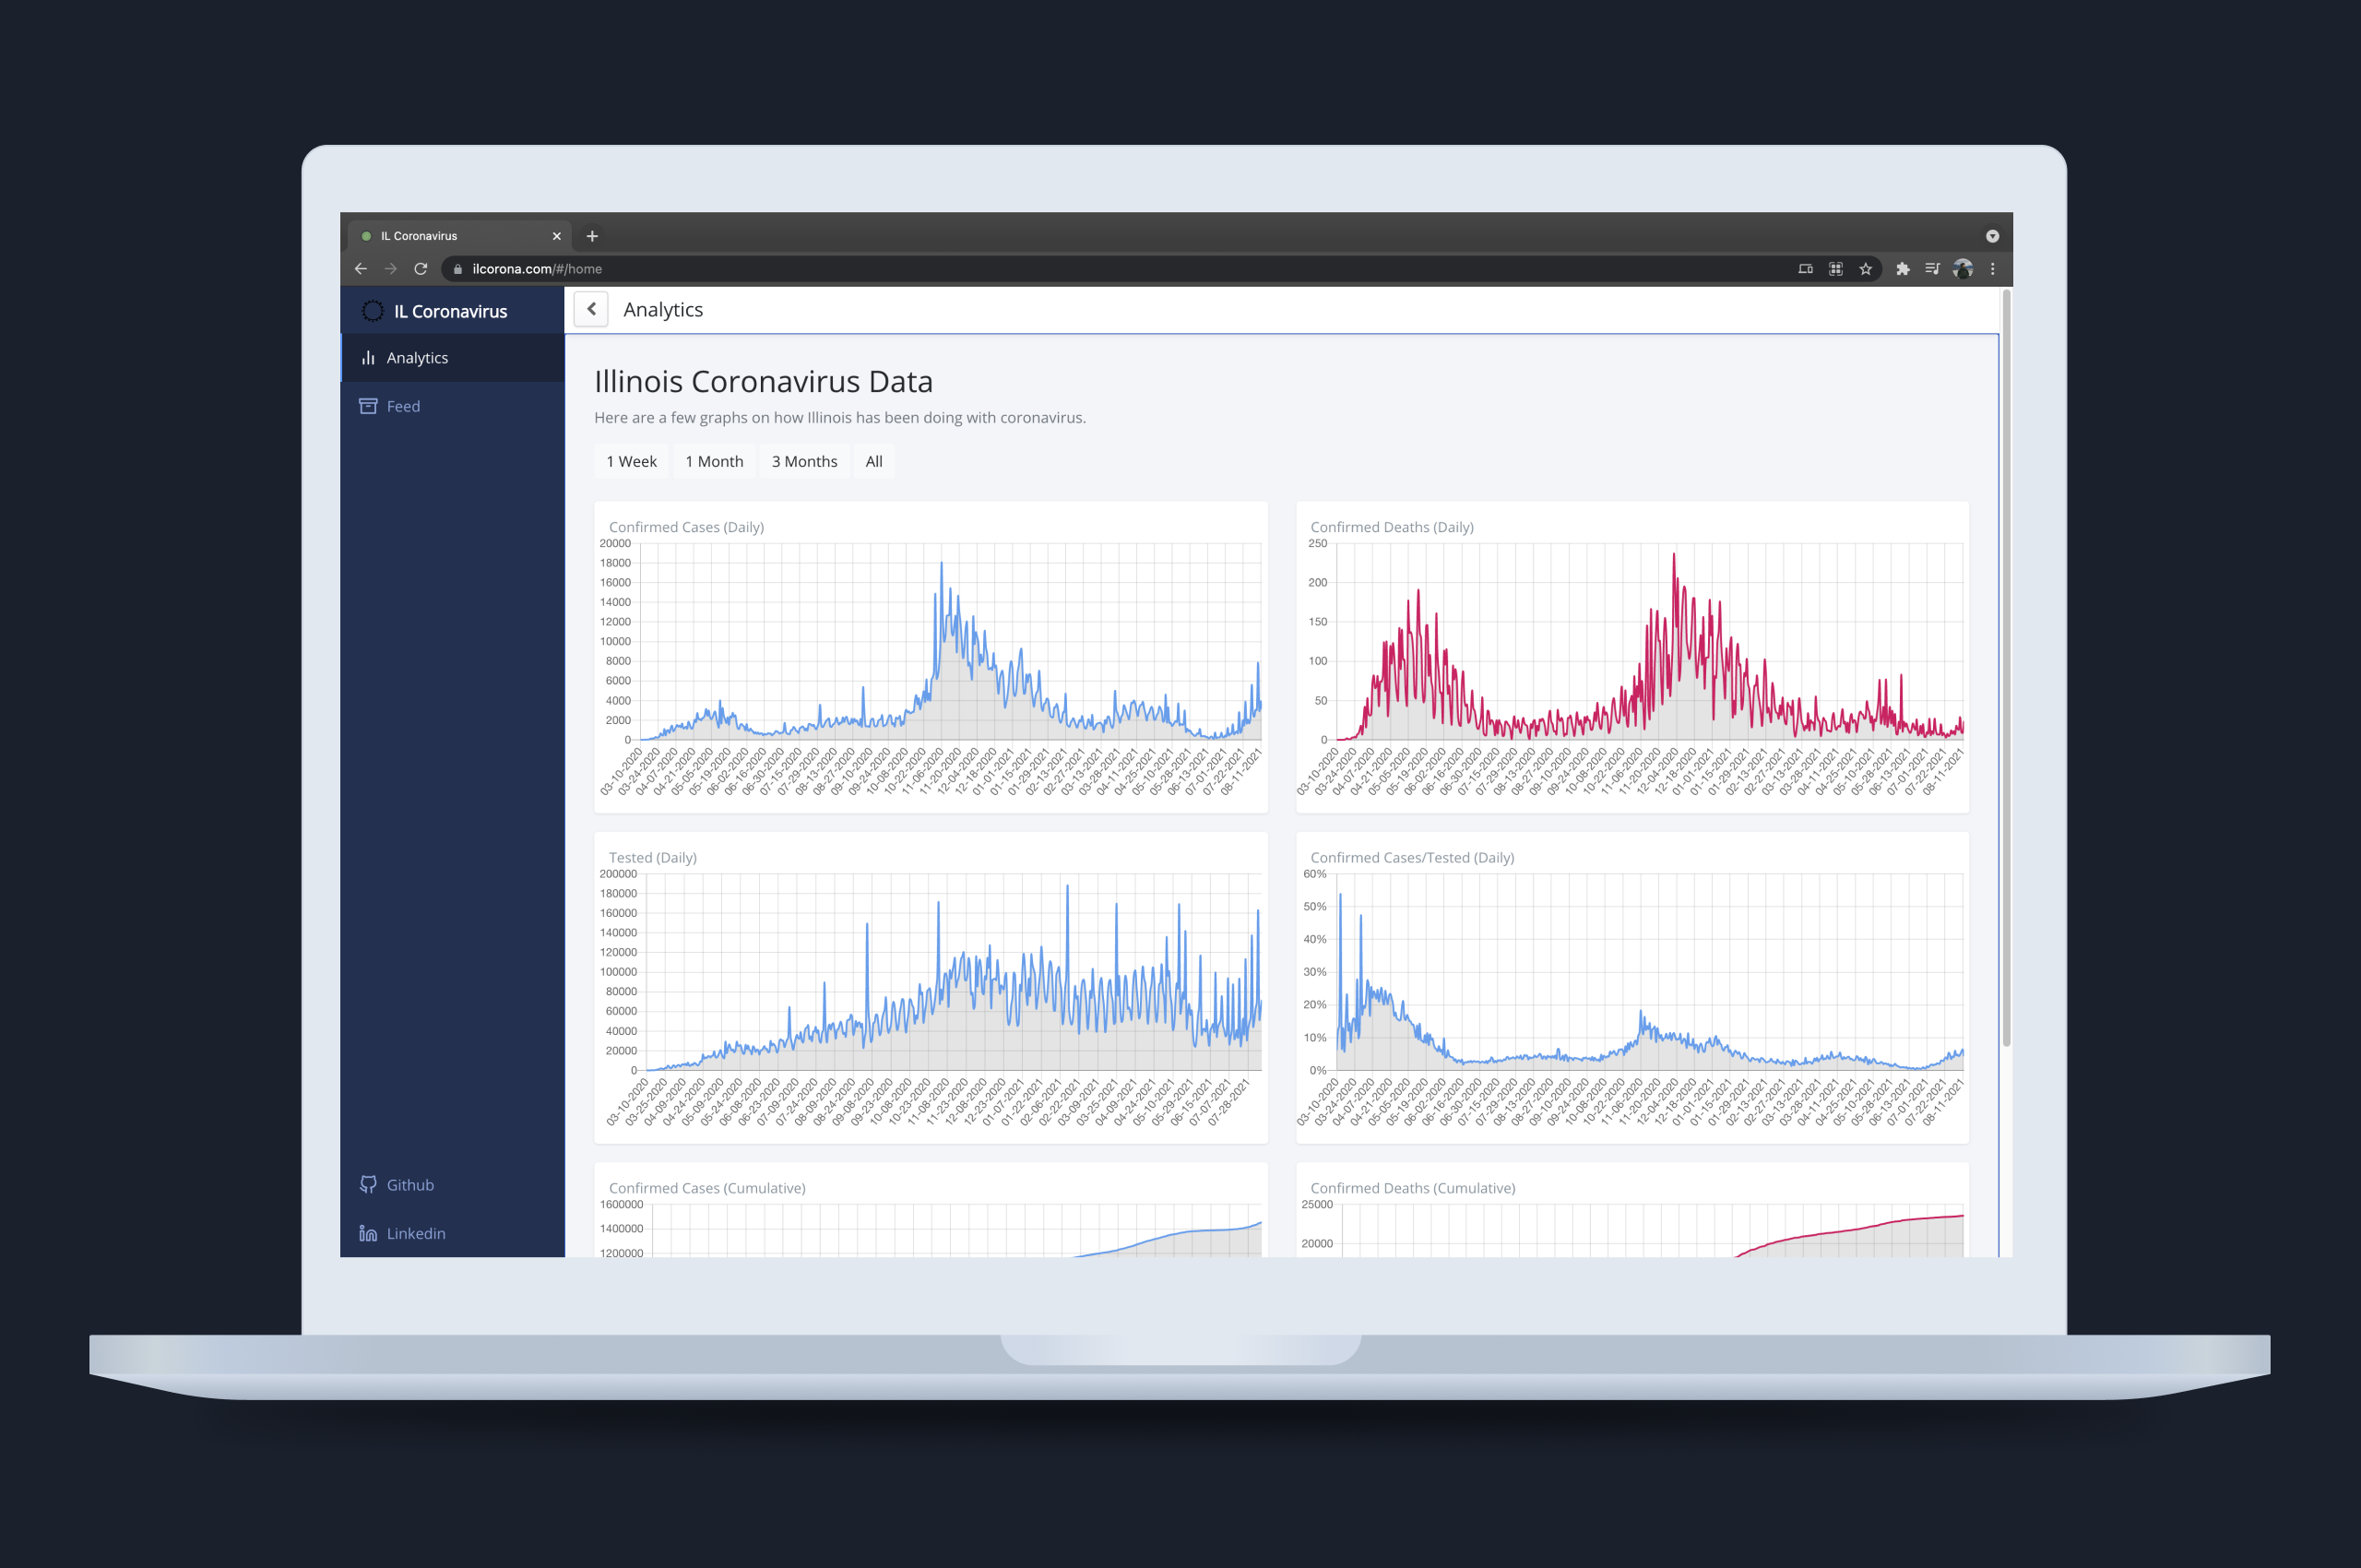 IL Coronavirus
ilcorona.com/#/home
IL Coronavirus
Analytics
Analytics
Feed
Github
Linkedin
Illinois Coronavirus Data
Here are a few graphs on how Illinois has been doing with coronavirus.
1 Week 1 Month 3 Months All
Confirmed Cases (Daily)
20000
18000
16000
14000
12000
10000
8000
6000
4000
2000
0
03-10-2020 03-24-2020 04-07-2020 04-21-2020 05-05-2020 05-19-2020 06-02-2020 06-16-2020 06-30-2020 07-15-2020 07-29-2020 08-13-2020 08-27-2020 09-10-2020 09-24-2020 10-08-2020 10-22-2020 11-06-2020 11-20-2020 12-04-2020 12-18-2020 01-01-2021 01-15-2021 01-29-2021 02-13-2021 02-27-2021 03-13-2021 03-28-2021 04-11-2021 04-25-2021 05-10-2021 05-28-2021 06-13-2021 07-01-2021 07-22-2021 08-11-2021
Confirmed Deaths (Daily)
250
200
150
100
50
0
03-10-2020 03-24-2020 04-07-2020 04-21-2020 05-05-2020 05-19-2020 06-02-2020 06-16-2020 06-30-2020 07-15-2020 07-29-2020 08-13-2020 08-27-2020 09-10-2020 09-24-2020 10-08-2020 10-22-2020 11-06-2020 11-20-2020 12-04-2020 12-18-2020 01-01-2021 01-15-2021 01-29-2021 02-13-2021 02-27-2021 03-13-2021 03-28-2021 04-11-2021 04-25-2021 05-10-2021 05-28-2021 06-13-2021 07-01-2021 07-22-2021 08-11-2021
Tested (Daily)
200000
180000
160000
140000
120000
100000
80000
60000
40000
20000
0
03-10-2020 03-25-2020 04-09-2020 04-24-2020 05-09-2020 05-24-2020 06-08-2020 06-23-2020 07-09-2020 07-24-2020 08-09-2020 08-24-2020 09-08-2020 09-23-2020 10-08-2020 10-23-2020 11-08-2020 11-23-2020 12-08-2020 12-23-2020 01-07-2021 01-22-2021 02-06-2021 02-22-2021 03-09-2021 03-25-2021 04-09-2021 04-24-2021 05-10-2021 05-29-2021 06-15-2021 07-07-2021 07-28-2021
Confirmed Cases/Tested (Daily)
60%
50%
40%
30%
20%
10%
0%
03-10-2020 03-24-2020 04-07-2020 04-21-2020 05-05-2020 05-19-2020 06-02-2020 06-16-2020 06-30-2020 07-15-2020 07-29-2020 08-13-2020 08-27-2020 09-10-2020 09-24-2020 10-08-2020 10-22-2020 11-06-2020 11-20-2020 12-04-2020 12-18-2020 01-01-2021 01-15-2021 01-29-2021 02-13-2021 02-27-2021 03-13-2021 03-28-2021 04-11-2021 04-25-2021 05-10-2021 05-28-2021 06-13-2021 07-01-2021 07-22-2021 08-11-2021
Confirmed Cases (Cumulative)
1600000
1400000
1200000
Confirmed Deaths (Cumulative)
25000
20000